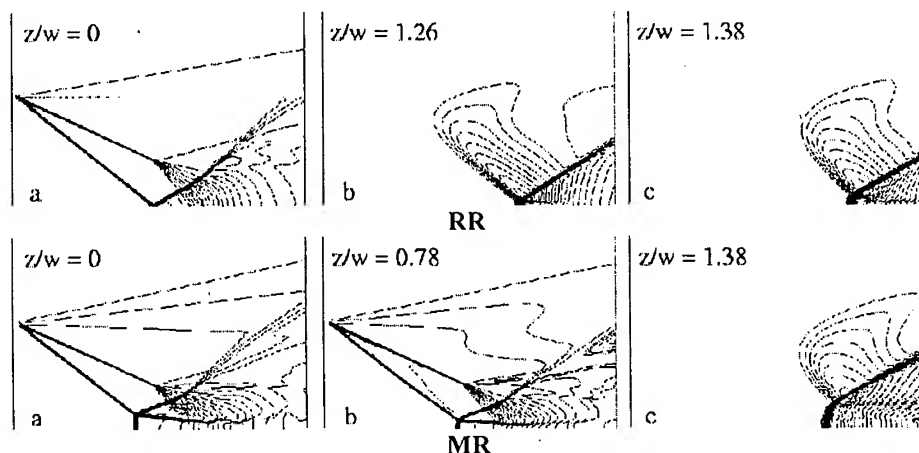 z/w = 0
z/w = 1.26
z/w = 1.38
a
b
c
RR
z/w = 0
z/w = 0.78
z/w = 1.38
a
b
c
MR